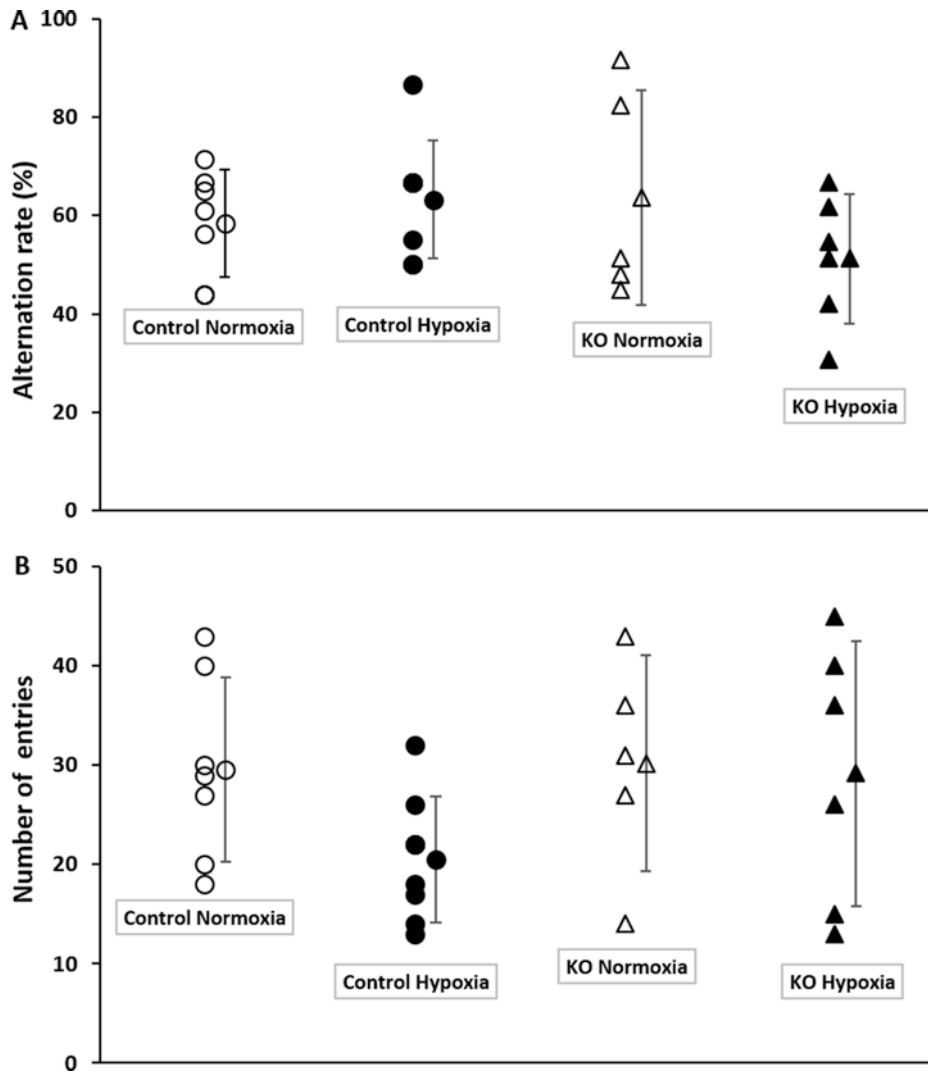 A
Alternation rate (%)
100
80
60
40
20
0
Control Normoxia
Control Hypoxia
KO Normoxia
KO Hypoxia
B
Number of entries
50
40
30
20
10
0
Control Normoxia
Control Hypoxia
KO Normoxia
KO Hypoxia